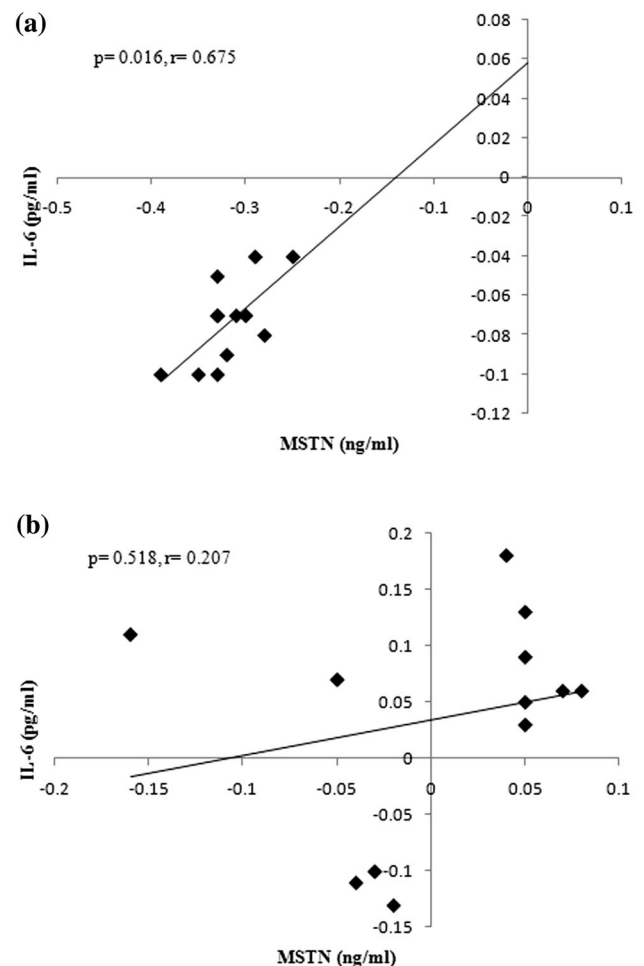 (a)
p= 0.016, r= 0.675
0.08
0.06
0.04
0.02
0
-0.5 -0.4 -0.3 -0.2 -0.1 0 0.1
-0.02
-0.04
-0.06
-0.08
-0.1
-0.12
IL-6 (pg/ml)
MSTN (ng/ml)
(b)
p= 0.518, r= 0.207
0.2
0.15
0.1
0.05
0
-0.2 -0.15 -0.1 -0.05 0 0.05 0.1
-0.05
-0.1
-0.15
IL-6 (pg/ml)
MSTN (ng/ml)